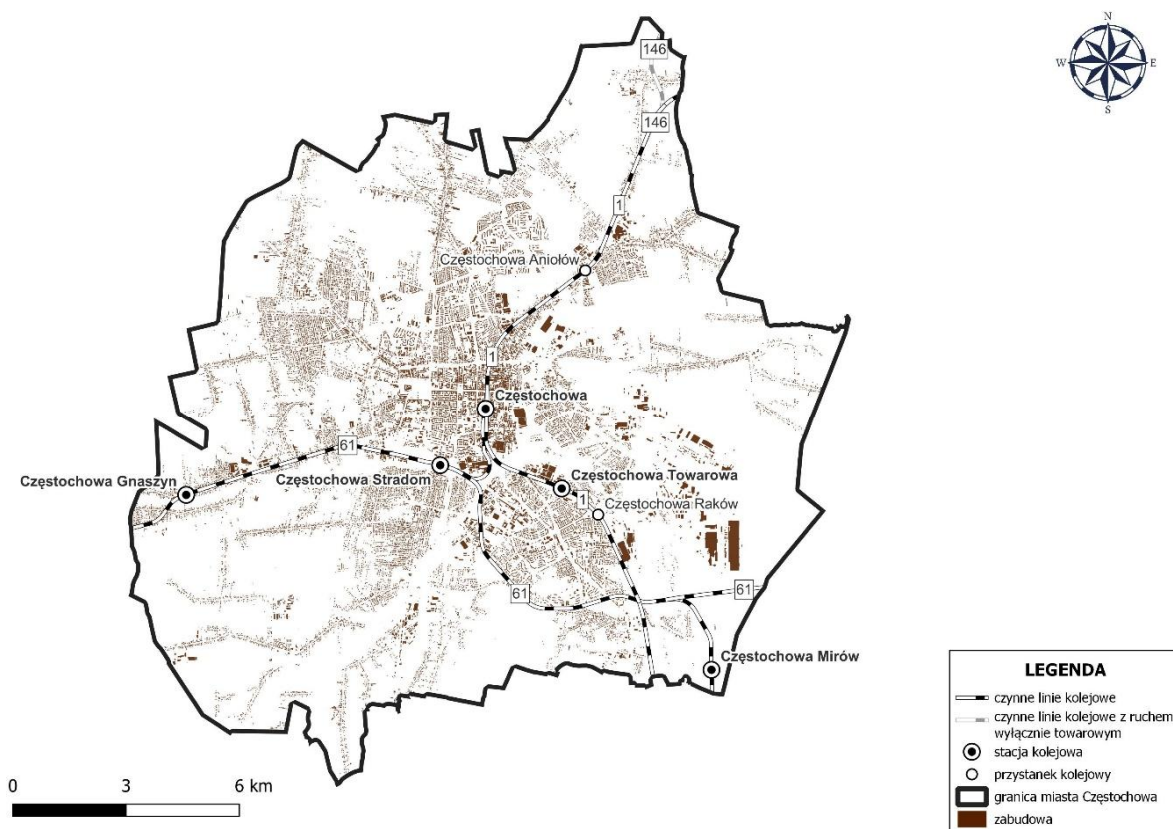 N
W
E
S
146
146
1
Częstochowa Aniołów
1
Częstochowa
61
Częstochowa Gnaszyn
Częstochowa Stradom
Częstochowa Towarowa
1
Częstochowa Raków
61
61
Częstochowa Mirów
0 3 6 km
LEGENDA
czynne linie kolejowe
czynne linie kolejowe z ruchem
wyłącznie towarowym
stacja kolejowa
przystanek kolejowy
granica miasta Częstochowa
zabudowa